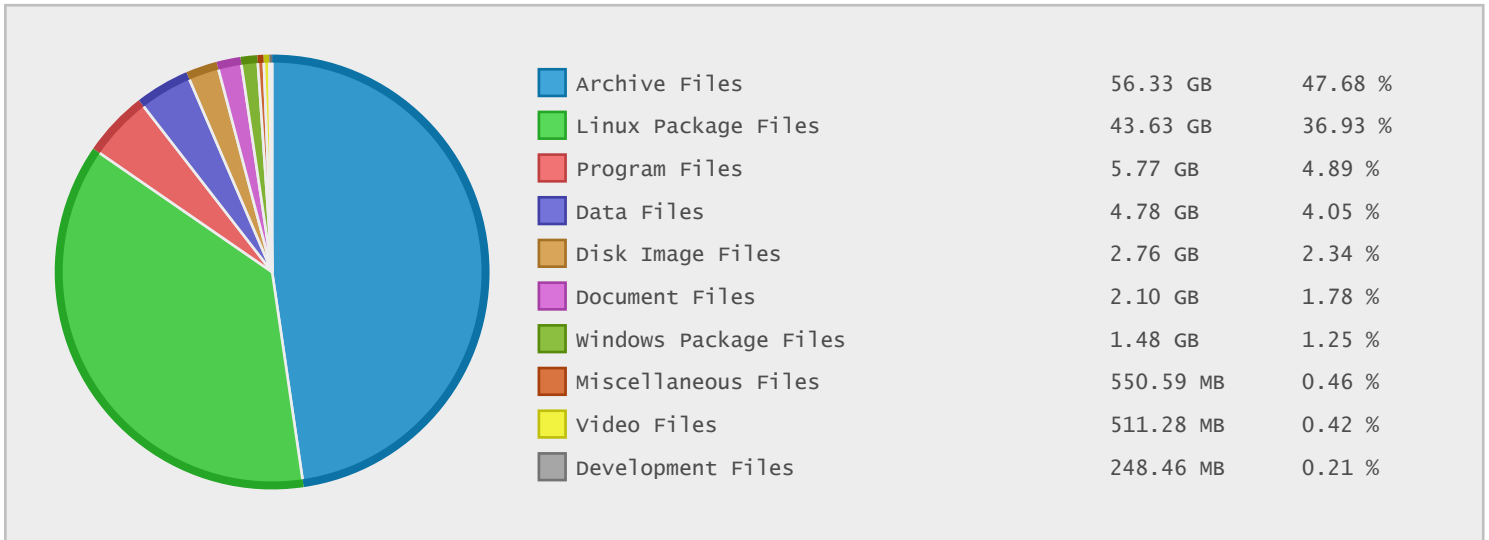 Archive Files 56.33 GB 47.68 %
Linux Package Files 43.63 GB 36.93 %
Program Files 5.77 GB 4.89 %
Data Files 4.78 GB 4.05 %
Disk Image Files 2.76 GB 2.34 %
Document Files 2.10 GB 1.78 %
Windows Package Files 1.48 GB 1.25 %
Miscellaneous Files 550.59 MB 0.46 %
Video Files 511.28 MB 0.42 %
Development Files 248.46 MB 0.21 %